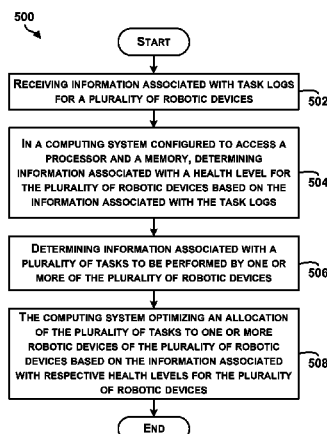 500
START
RECEIVING INFORMATION ASSOCIATED WITH TASK LOGS
FOR A PLURALITY OF ROBOTIC DEVICES
502
IN A COMPUTING SYSTEM CONFIGURED TO ACCESS A
PROCESSOR AND A MEMORY, DETERMINING
INFORMATION ASSOCIATED WITH A HEALTH LEVEL FOR
THE PLURALITY OF ROBOTIC DEVICES BASED ON THE
INFORMATION ASSOCIATED WITH THE TASK LOGS
504
DETERMINING INFORMATION ASSOCIATED WITH A
PLURALITY OF TASKS TO BE PERFORMED BY ONE OR
MORE OF THE PLURALITY OF ROBOTIC DEVICES
506
THE COMPUTING SYSTEM OPTIMIZING AN ALLOCATION
OF THE PLURALITY OF TASKS TO ONE OR MORE
ROBOTIC DEVICES OF THE PLURALITY OF ROBOTIC
DEVICES BASED ON THE INFORMATION ASSOCIATED
WITH RESPECTIVE HEALTH LEVELS FOR THE PLURALITY
OF ROBOTIC DEVICES
508
END